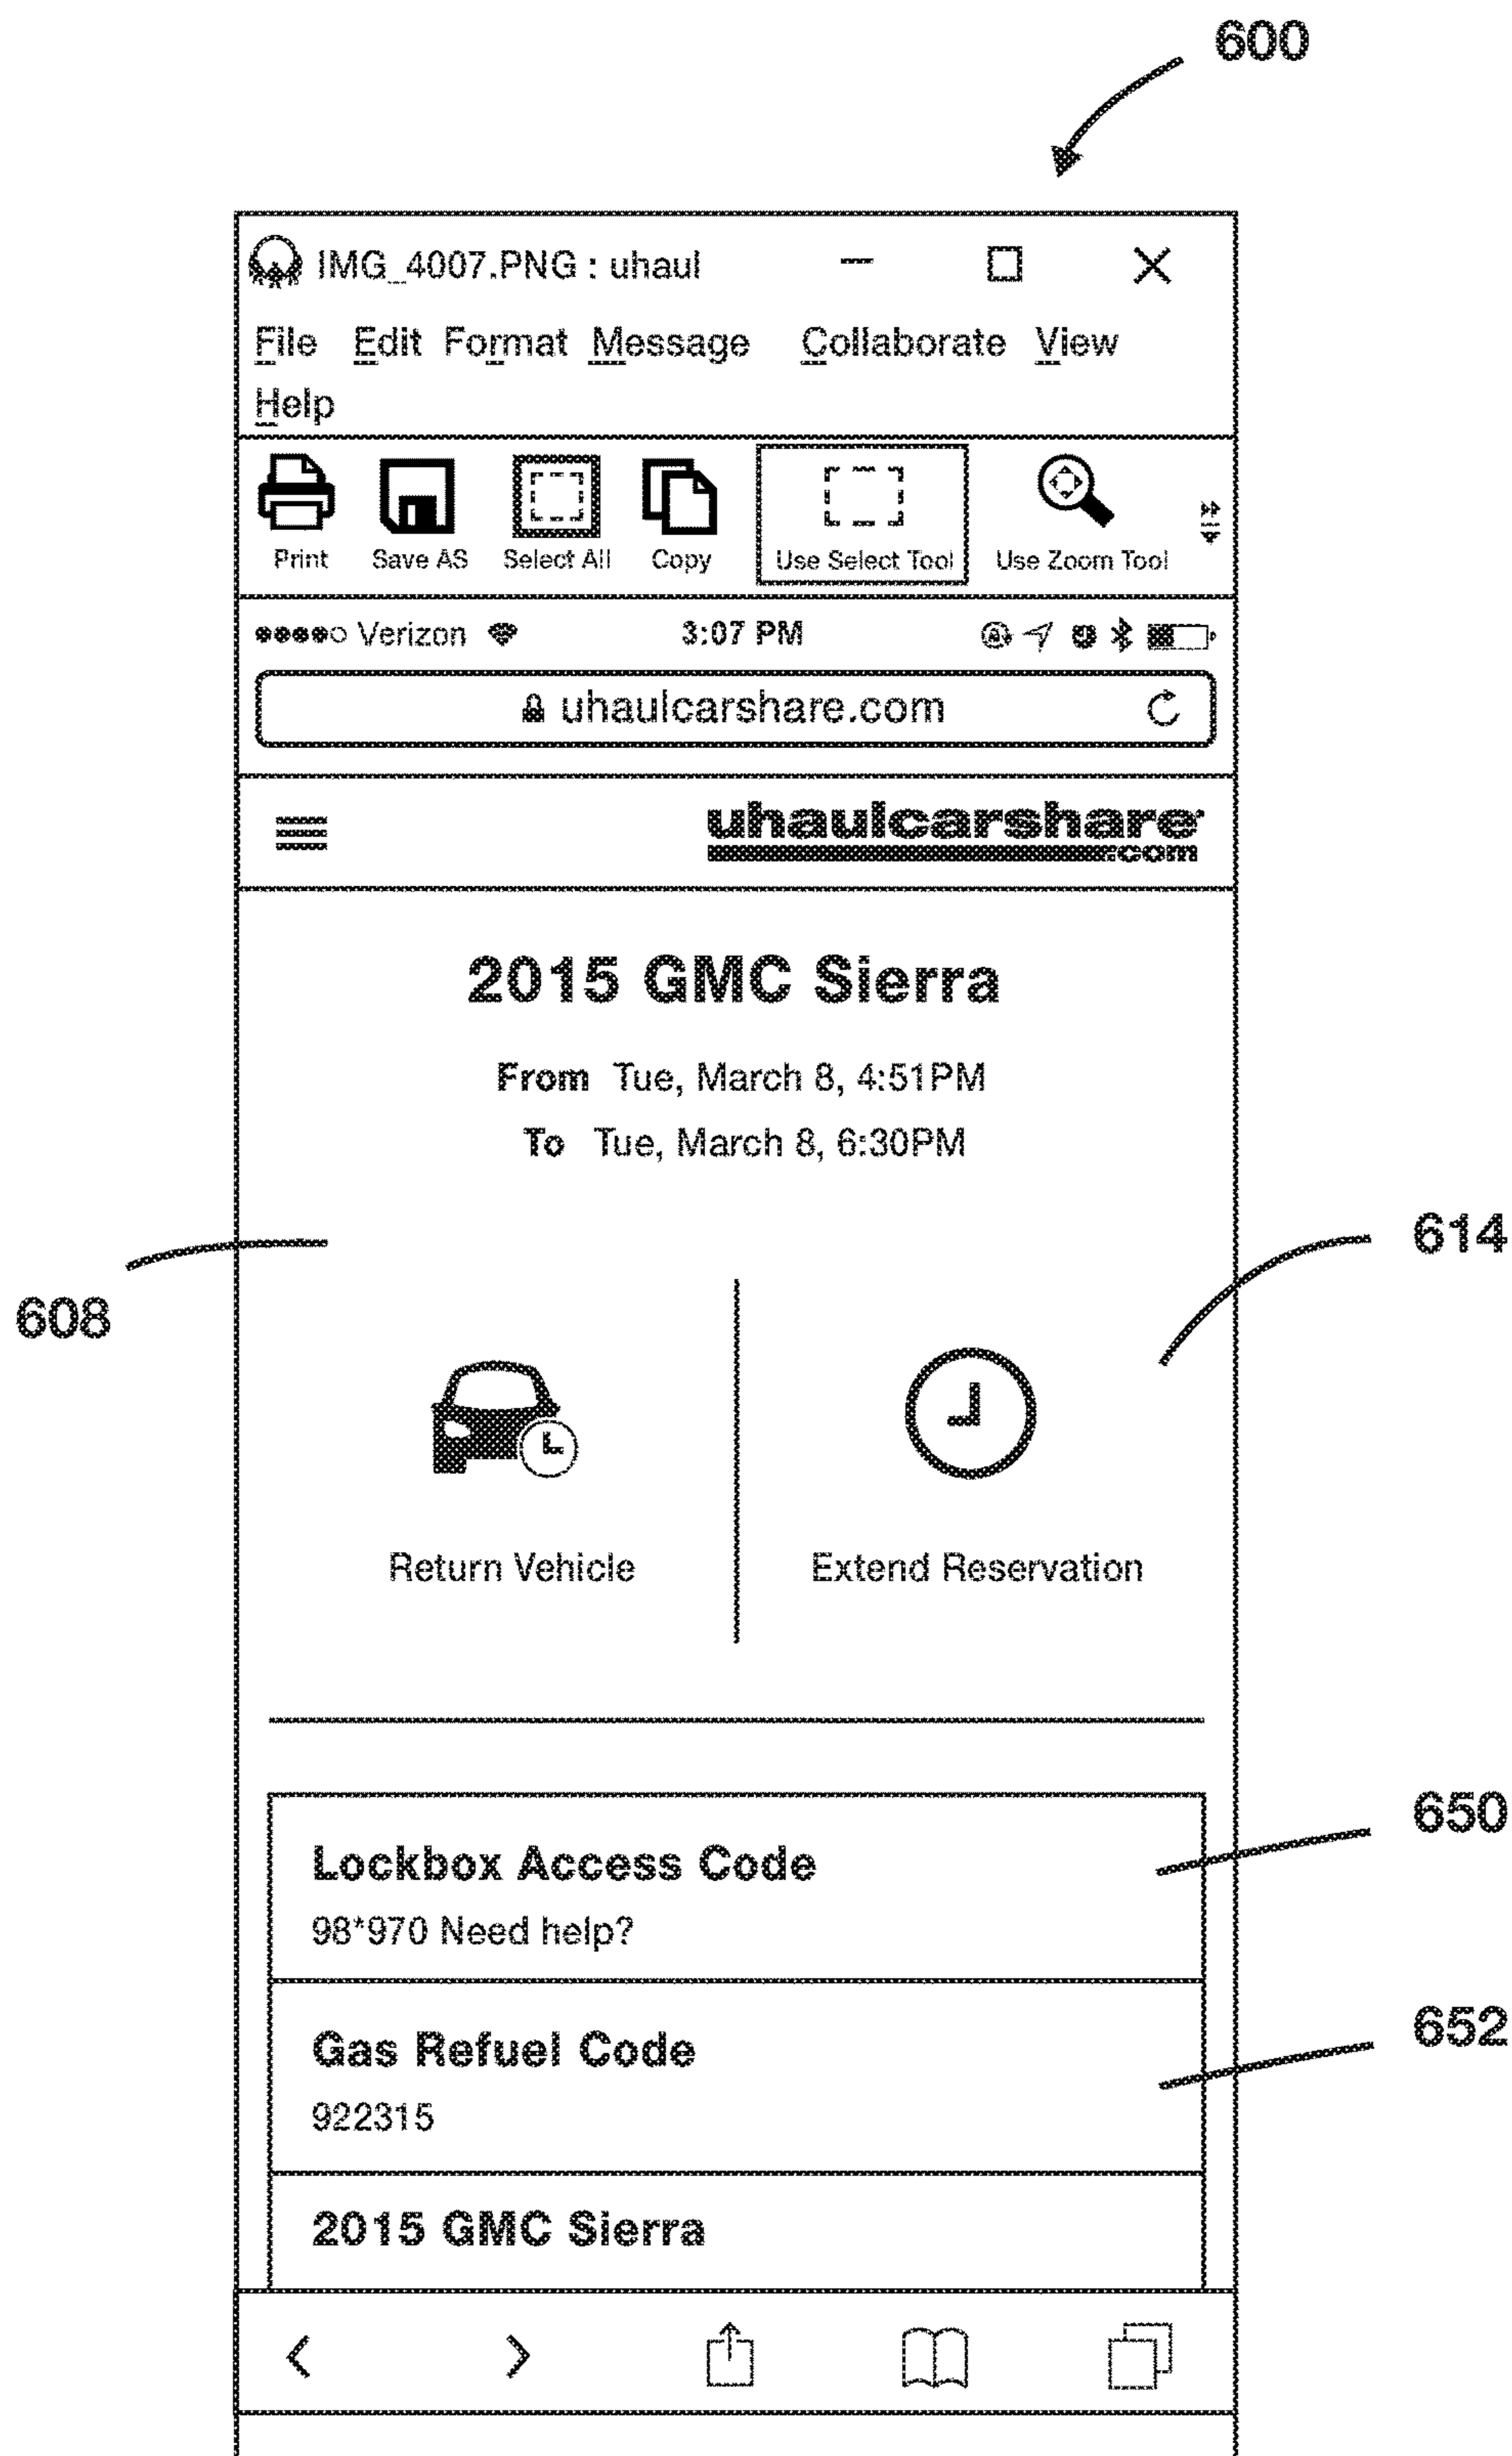 600
IMG_4007.PNG : uhaul
File Edit Format Message Collaborate View
Help
Print Save AS Select All Copy Use Select Tool Use Zoom Tool
Verizon 3:07 PM
uhaulcarshare.com
uhaulcarshare
.com
2015 GMC Sierra
From Tue, March 8, 4:51PM
To Tue, March 8, 6:30PM
614
608
Return Vehicle Extend Reservation
650
Lockbox Access Code
98*970 Need help?
652
Gas Refuel Code
922315
2015 GMC Sierra